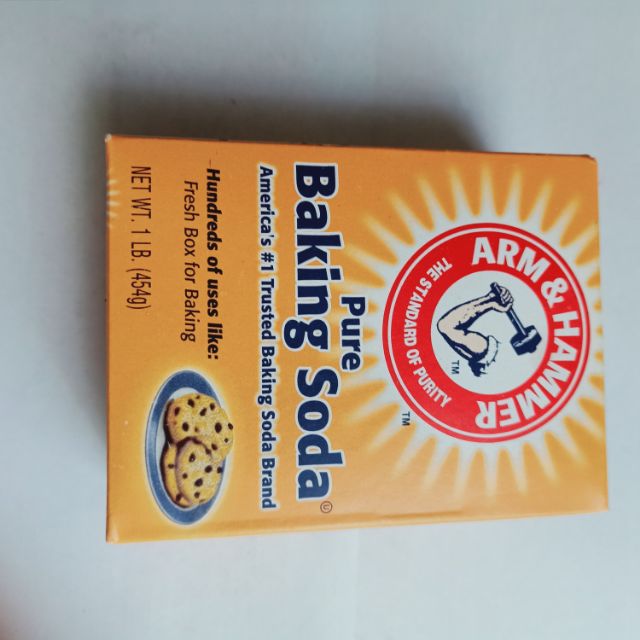 ARM & HAMMER
THE STANDARD OF PURITY
TM
TM
Pure
Baking Soda
U
America's #1 Trusted Baking Soda Brand
Hundreds of uses like:
Fresh Box for Baking
NET WT. 1 LB. (454g)